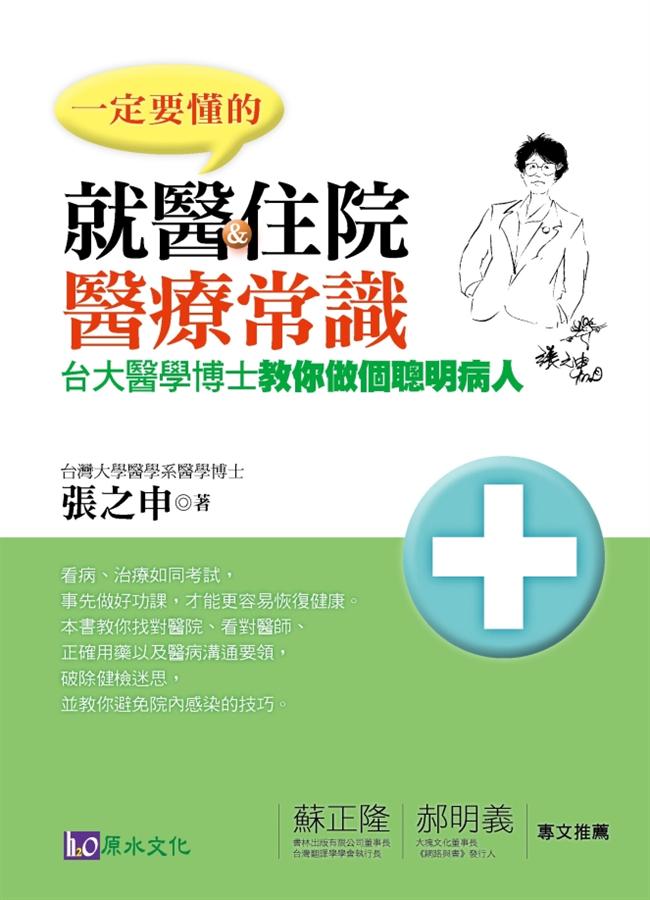 一定要懂的
就醫&住院
醫療常識
台大醫學博士教你做個聰明病人
張之申
台灣大學醫學系醫學博士
張之申◎著
看病、治療如同考試，
事先做好功課，才能更容易恢復健康。
本書教你找對醫院、看對醫師、
正確用藥以及醫病溝通要領，
破除健檢迷思，
並教你避免院內感染的技巧。
蘇正隆
書林出版有限公司董事長
台灣翻譯學學會執行長
郝明義
大塊文化董事長
《網路與書》發行人
專文推薦
h2O原水文化